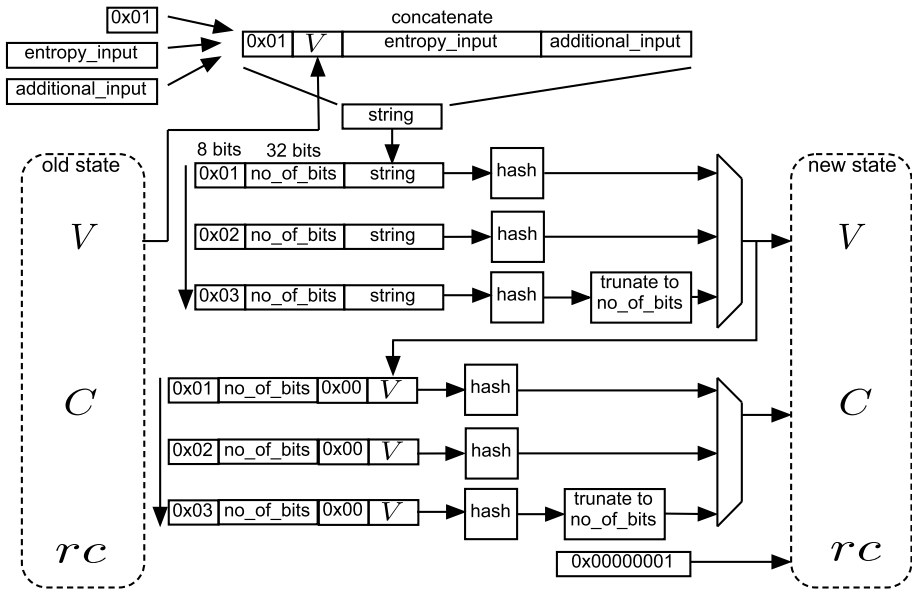 0x01
entropy_input
additional_input
concatenate
0x01 V entropy_input additional_input
string
8 bits 32 bits
old state
new state
0x01 no_of_bits string hash
0x02 no_of_bits string hash
0x03 no_of_bits string hash trunate to no_of_bits
V
V
0x01 no_of_bits 0x00 V hash
C
C
0x02 no_of_bits 0x00 V hash
0x03 no_of_bits 0x00 V hash trunate to no_of_bits
rc
0x00000001
rc